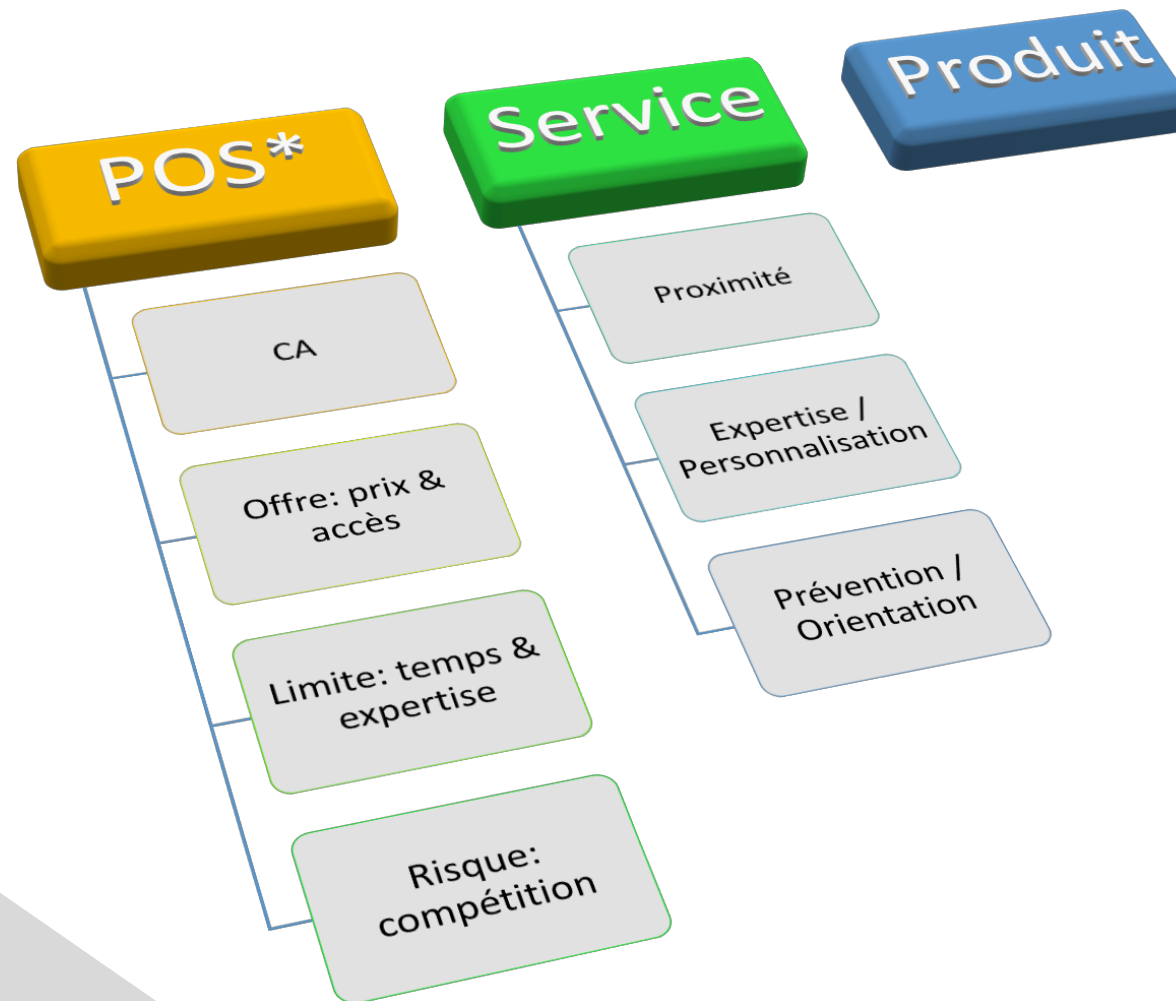 POS*
CA
Offre: prix &
accès
Limite: temps &
expertise
Risque:
compétition
Service
Proximité
Expertise /
Personnalisation
Prévention /
Orientation
Produit